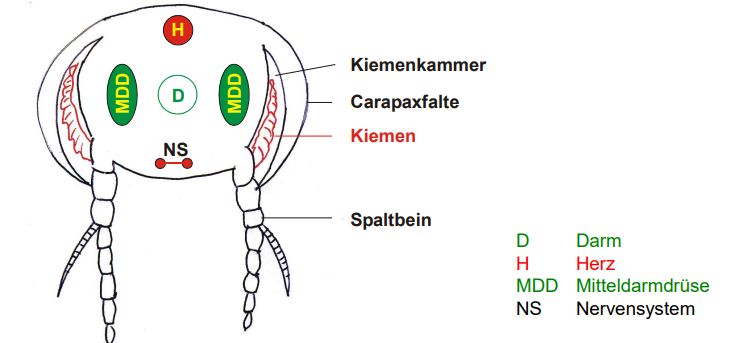 H
Kiemenkammer
MDD D MDD
Carapaxfalte
Kiemen
NS
Spaltbein
D Darm
H Herz
MDD Mitteldarmdrüse
NS Nervensystem